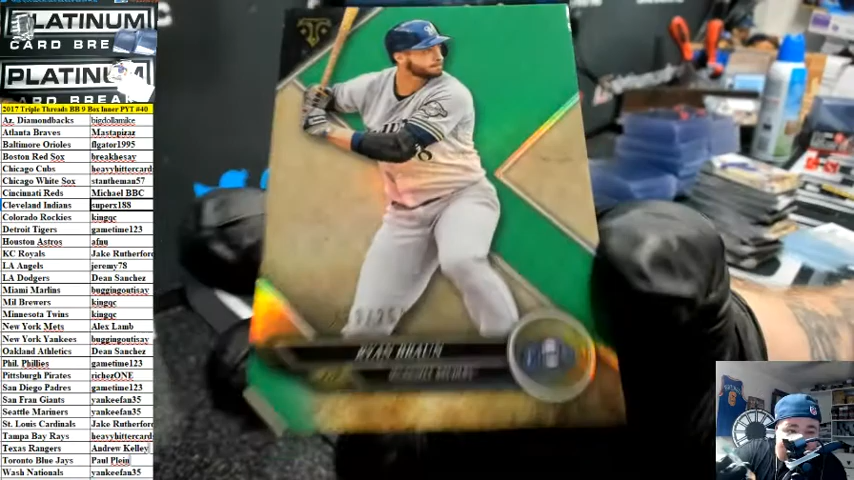 PLATINUM
CARD BREA
PLATINUM
CARD BREA
2017 Triple Threads BB 9 Box Inner PYT #40
Az. Diamondbacks bigdollamike
Atlanta Braves Mastapizaz
Baltimore Orioles flgator1995
Boston Red Sox breakhesay
Chicago Cubs heavyhittercard
Chicago White Sox stantheman57
Cincinnati Reds Michael BBC
Cleveland Indians superx188
Colorado Rockies kingqc
Detroit Tigers gametime123
Houston Astros afnu
KC Royals Jake Rutherford
LA Angels jeremy78
LA Dodgers Dean Sanchez
Miami Marlins buggingoutisay
Mil Brewers kingqc
Minnesota Twins kingqc
New York Mets Alex Lamb
New York Yankees buggingoutisay
Oakland Athletics Dean Sanchez
Phil. Phillies gametime123
Pittsburgh Pirates richerONE
San Diego Padres gametime123
San Fran Giants yankeefan35
Seattle Mariners yankeefan35
St. Louis Cardinals Jake Rutherford
Tampa Bay Rays heavyhittercard
Texas Rangers Andrew Kelley
Toronto Blue Jays Paul Plein
Wash Nationals yankeefan35
RYAN BRAUN